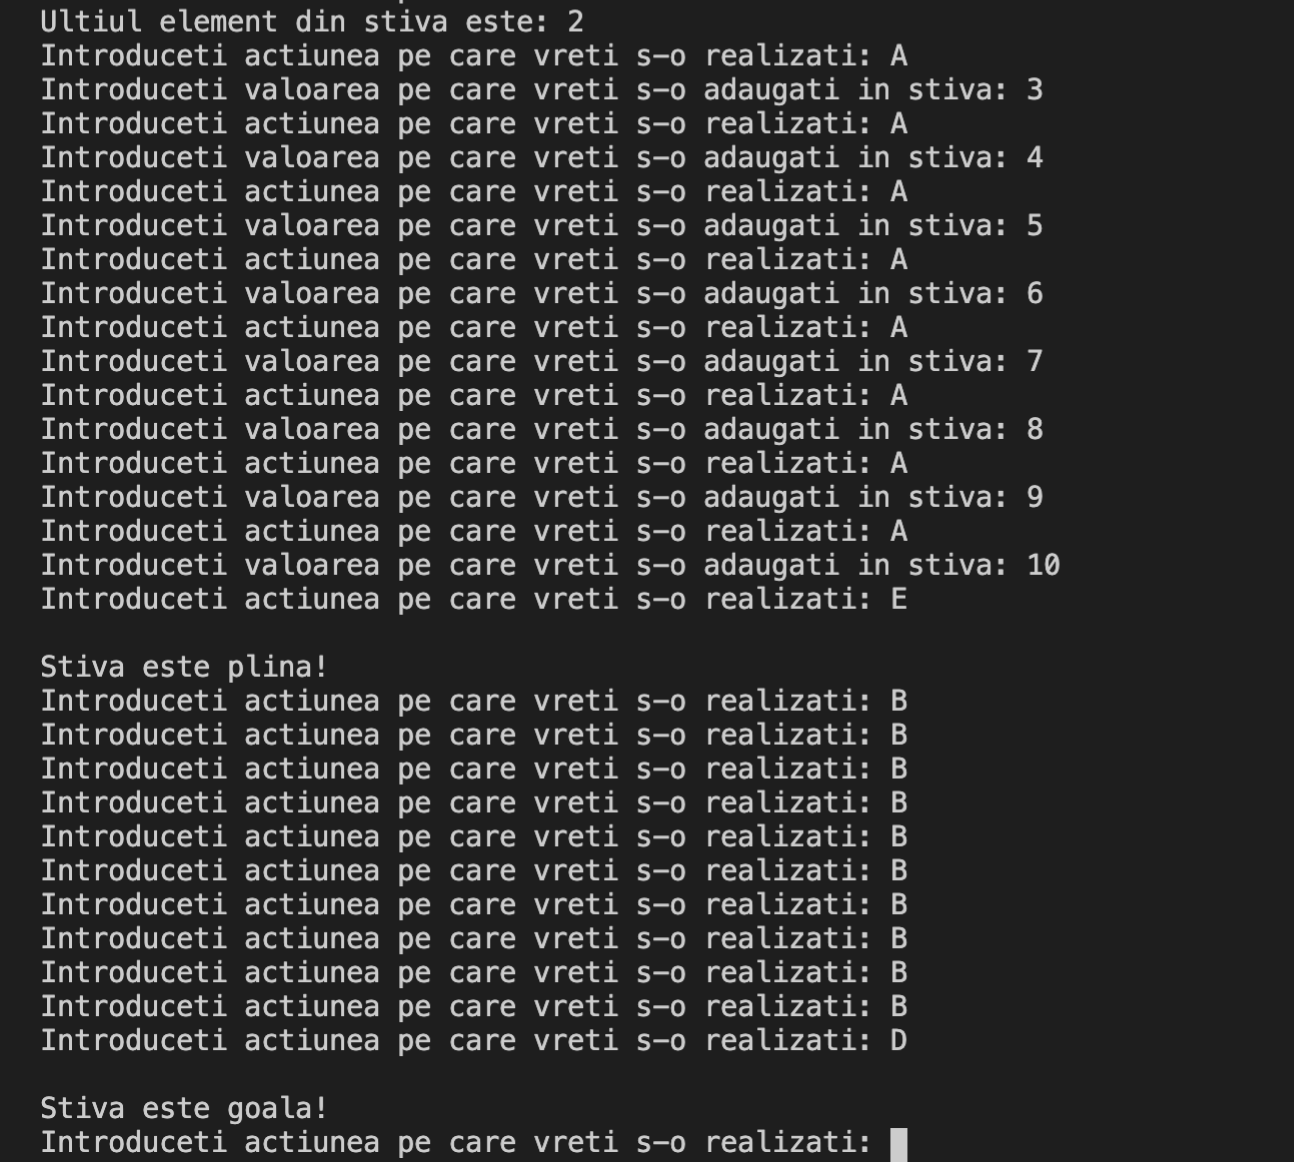 Ultiul element din stiva este: 2
Introduceti actiunea pe care vreti s-o realizati: A
Introduceti valoarea pe care vreti s-o adaugati in stiva: 3
Introduceti actiunea pe care vreti s-o realizati: A
Introduceti valoarea pe care vreti s-o adaugati in stiva: 4
Introduceti actiunea pe care vreti s-o realizati: A
Introduceti valoarea pe care vreti s-o adaugati in stiva: 5
Introduceti actiunea pe care vreti s-o realizati: A
Introduceti valoarea pe care vreti s-o adaugati in stiva: 6
Introduceti actiunea pe care vreti s-o realizati: A
Introduceti valoarea pe care vreti s-o adaugati in stiva: 7
Introduceti actiunea pe care vreti s-o realizati: A
Introduceti valoarea pe care vreti s-o adaugati in stiva: 8
Introduceti actiunea pe care vreti s-o realizati: A
Introduceti valoarea pe care vreti s-o adaugati in stiva: 9
Introduceti actiunea pe care vreti s-o realizati: A
Introduceti valoarea pe care vreti s-o adaugati in stiva: 10
Introduceti actiunea pe care vreti s-o realizati: E
Stiva este plina!
Introduceti actiunea pe care vreti s-o realizati: B
Introduceti actiunea pe care vreti s-o realizati: B
Introduceti actiunea pe care vreti s-o realizati: B
Introduceti actiunea pe care vreti s-o realizati: B
Introduceti actiunea pe care vreti s-o realizati: B
Introduceti actiunea pe care vreti s-o realizati: B
Introduceti actiunea pe care vreti s-o realizati: B
Introduceti actiunea pe care vreti s-o realizati: B
Introduceti actiunea pe care vreti s-o realizati: B
Introduceti actiunea pe care vreti s-o realizati: B
Introduceti actiunea pe care vreti s-o realizati: D
Stiva este goala!
Introduceti actiunea pe care vreti s-o realizati: